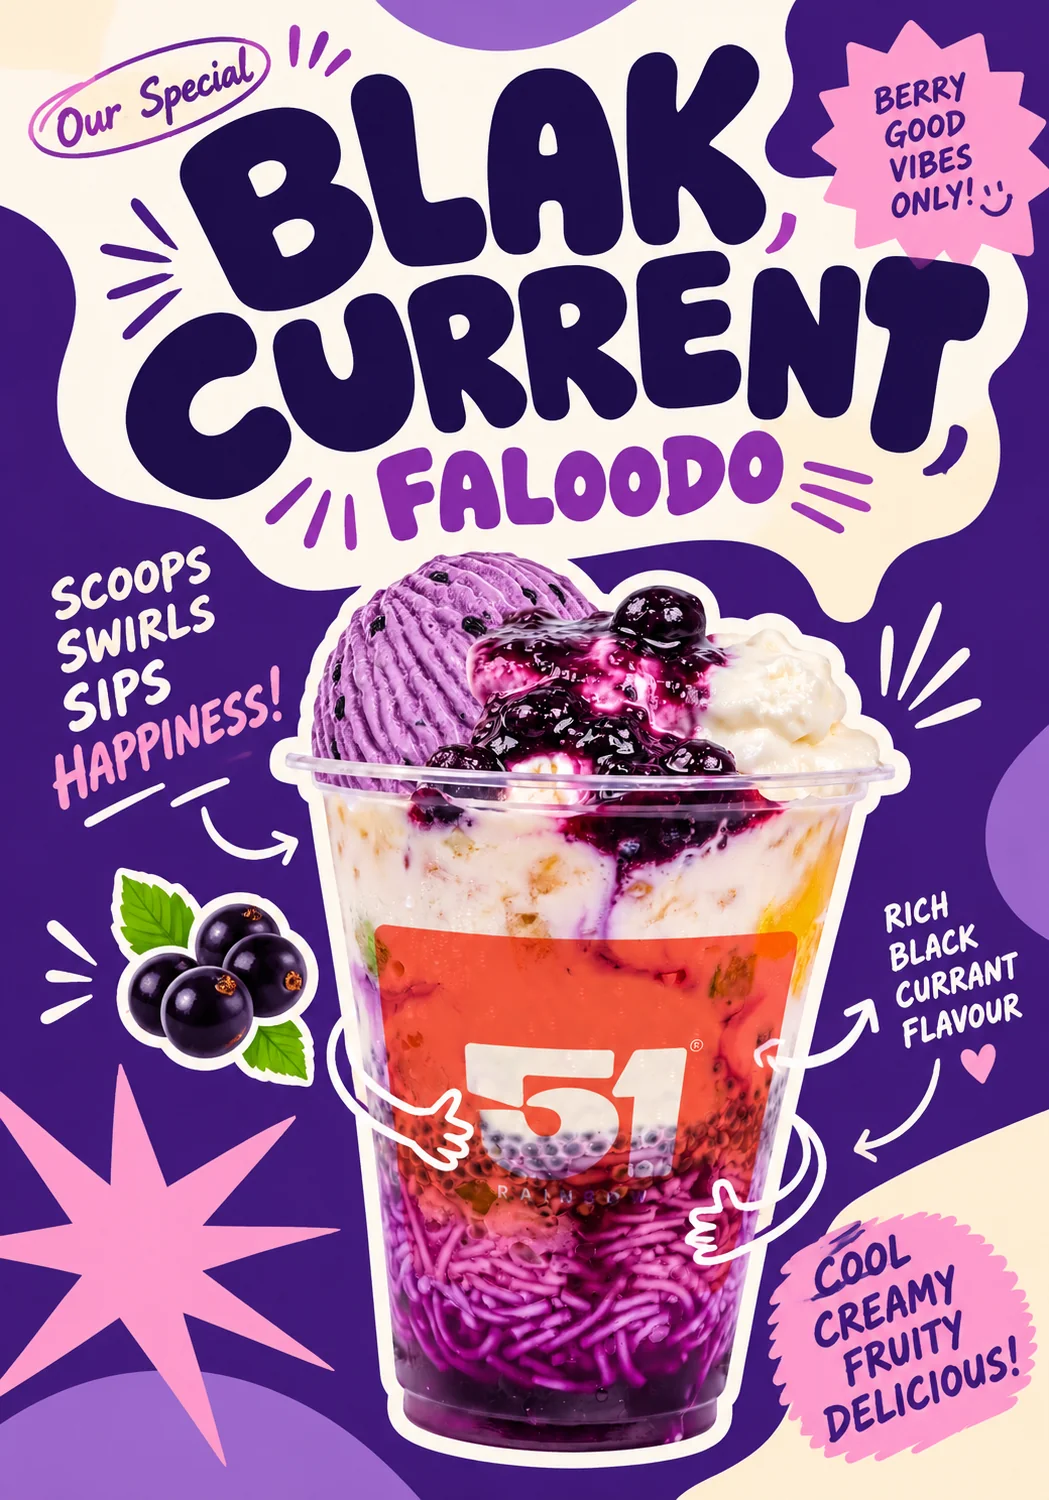 Our Special
BLAK,
CURRENT,
FALOODO
BERRY
GOOD
VIBES
ONLY!
SCOOPS
SWIRLS
SIPS
HAPPINESS!
RICH
BLACK
CURRANT
FLAVOUR
51®
RAINBOW
COOL
CREAMY
FRUITY
DELICIOUS!